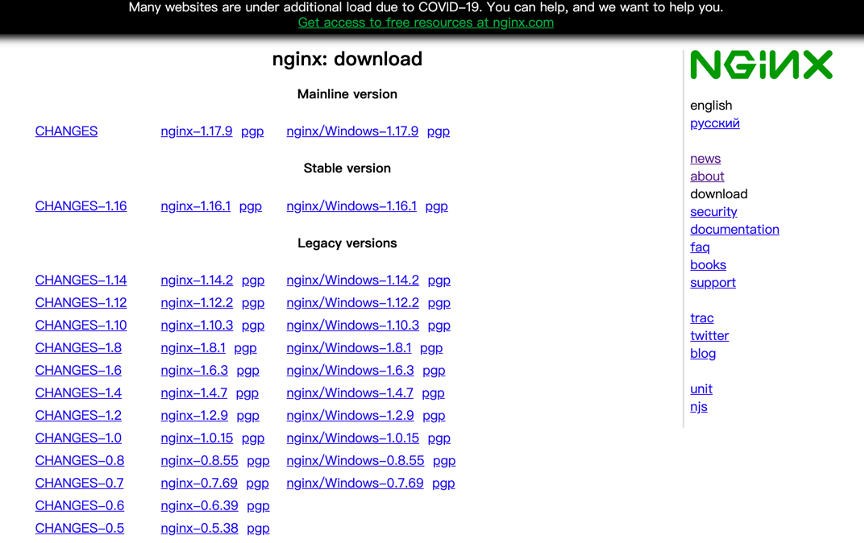 Many websites are under additional load due to COVID-19. You can help, and we want to help you.
Get access to free resources at nginx.com
nginx: download
Mainline version
CHANGES nginx-1.17.9 pgp nginx/Windows-1.17.9 pgp
Stable version
CHANGES-1.16 nginx-1.16.1 pgp nginx/Windows-1.16.1 pgp
Legacy versions
CHANGES-1.14 nginx-1.14.2 pgp nginx/Windows-1.14.2 pgp
CHANGES-1.12 nginx-1.12.2 pgp nginx/Windows-1.12.2 pgp
CHANGES-1.10 nginx-1.10.3 pgp nginx/Windows-1.10.3 pgp
CHANGES-1.8 nginx-1.8.1 pgp nginx/Windows-1.8.1 pgp
CHANGES-1.6 nginx-1.6.3 pgp nginx/Windows-1.6.3 pgp
CHANGES-1.4 nginx-1.4.7 pgp nginx/Windows-1.4.7 pgp
CHANGES-1.2 nginx-1.2.9 pgp nginx/Windows-1.2.9 pgp
CHANGES-1.0 nginx-1.0.15 pgp nginx/Windows-1.0.15 pgp
CHANGES-0.8 nginx-0.8.55 pgp nginx/Windows-0.8.55 pgp
CHANGES-0.7 nginx-0.7.69 pgp nginx/Windows-0.7.69 pgp
CHANGES-0.6 nginx-0.6.39 pgp
CHANGES-0.5 nginx-0.5.38 pgp
NGiNX
english
русский
news
about
download
security
documentation
faq
books
support
trac
twitter
blog
unit
njs